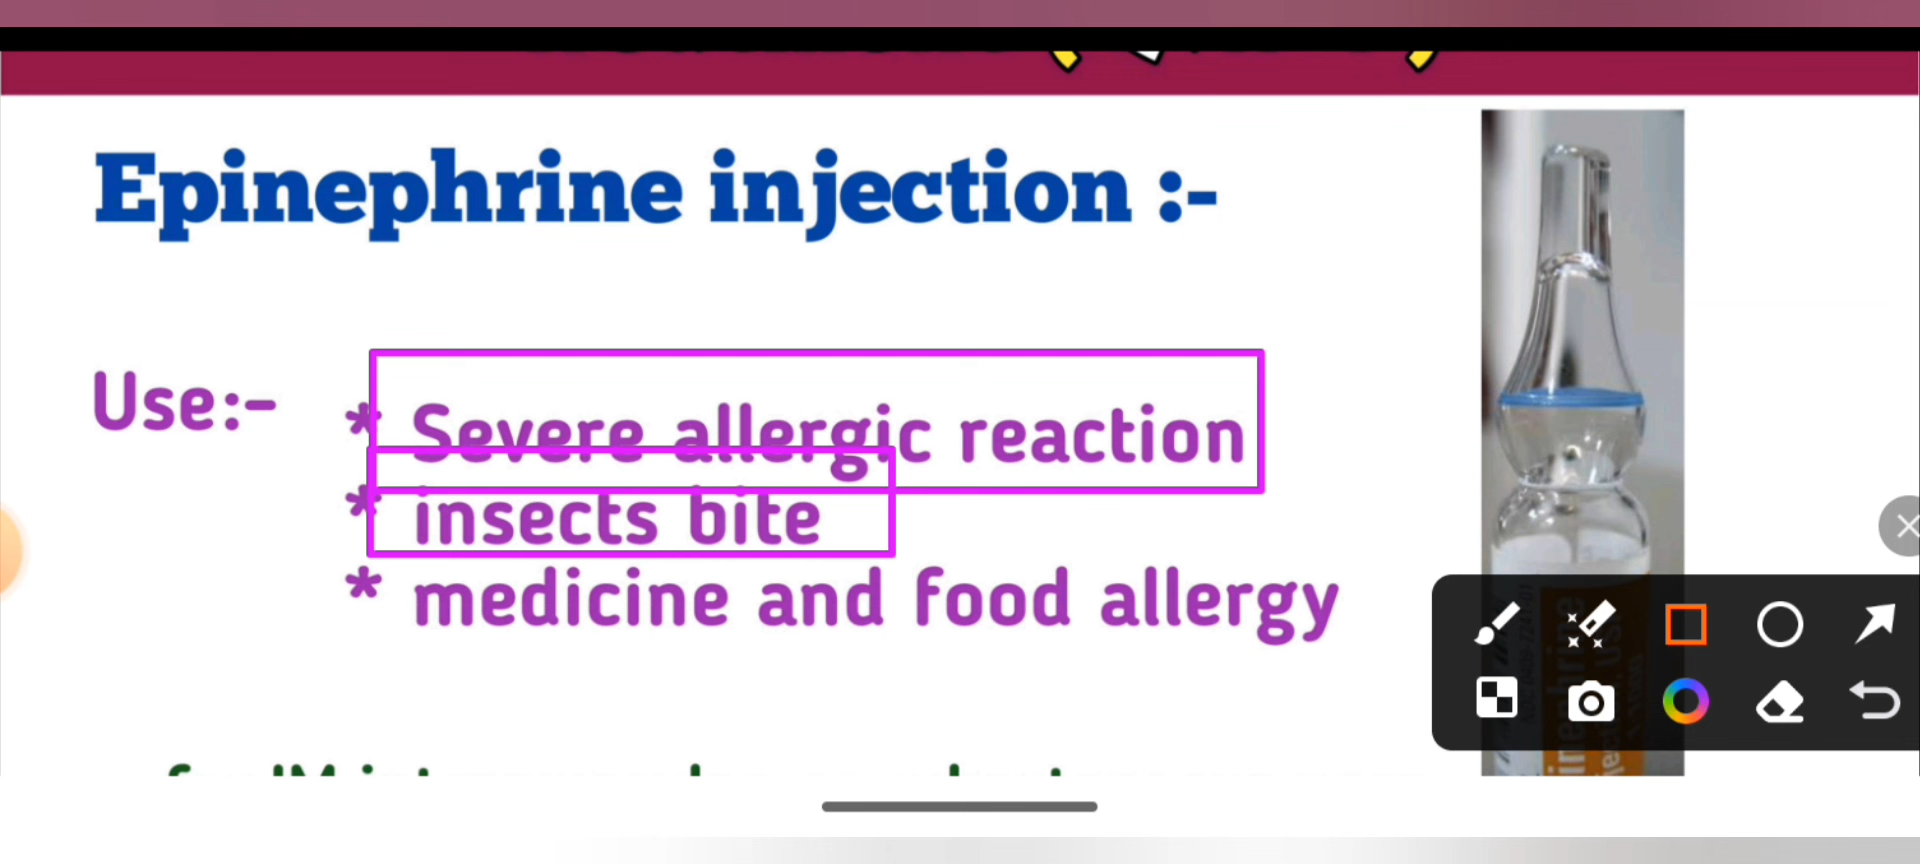 Epinephrine injection :-
Use:- * Severe allergic reaction
* insects bite
* medicine and food allergy